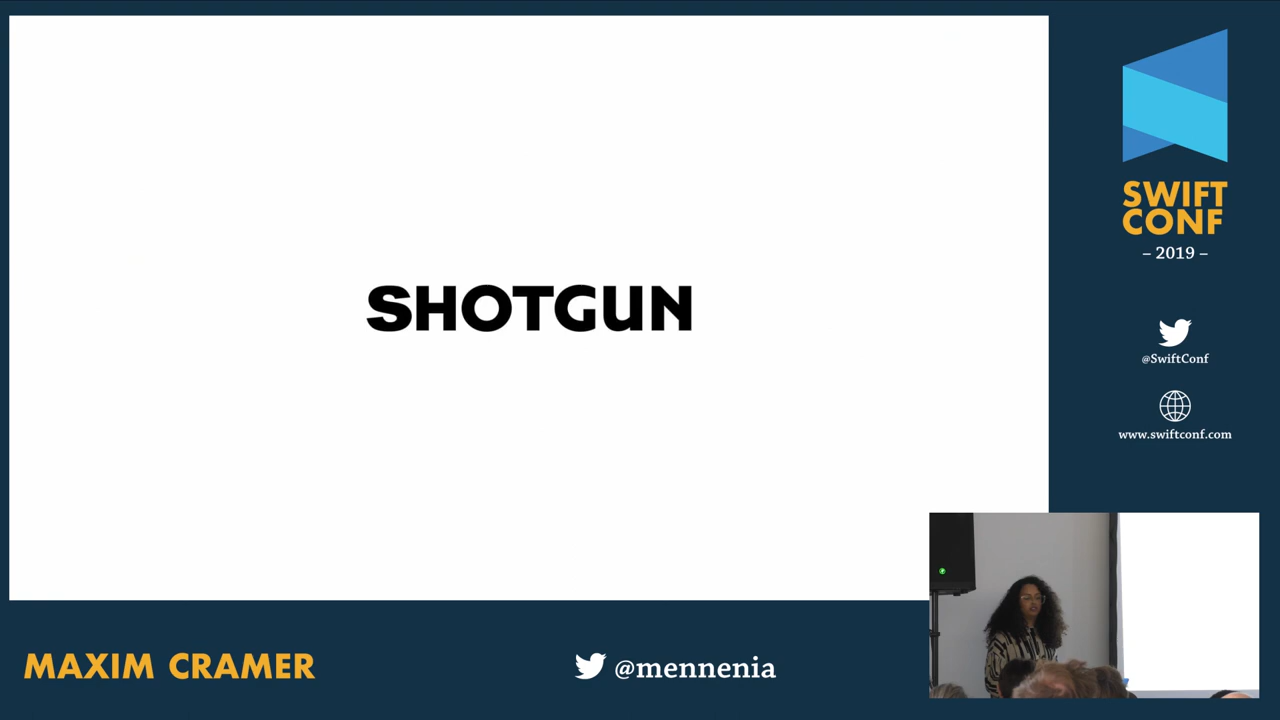 SHOTGUN
SWIFT
CONF
– 2019 –
@SwiftConf
www.swiftconf.com
MAXIM CRAMER
@mennenia